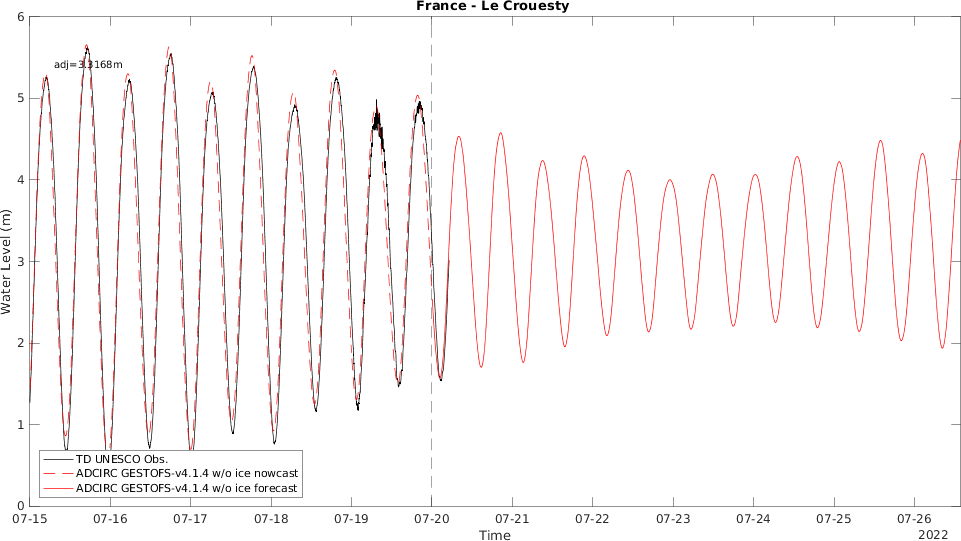 France - Le Crouesty
6
5
4
3
2
1
0
Water Level (m)
adj=3.3168m
TD UNESCO Obs.
ADCIRC GESTOFS-v4.1.4 w/o ice nowcast
ADCIRC GESTOFS-v4.1.4 w/o ice forecast
07-15 07-16 07-17 07-18 07-19 07-20 07-21 07-22 07-23 07-24 07-25 07-26
Time
2022